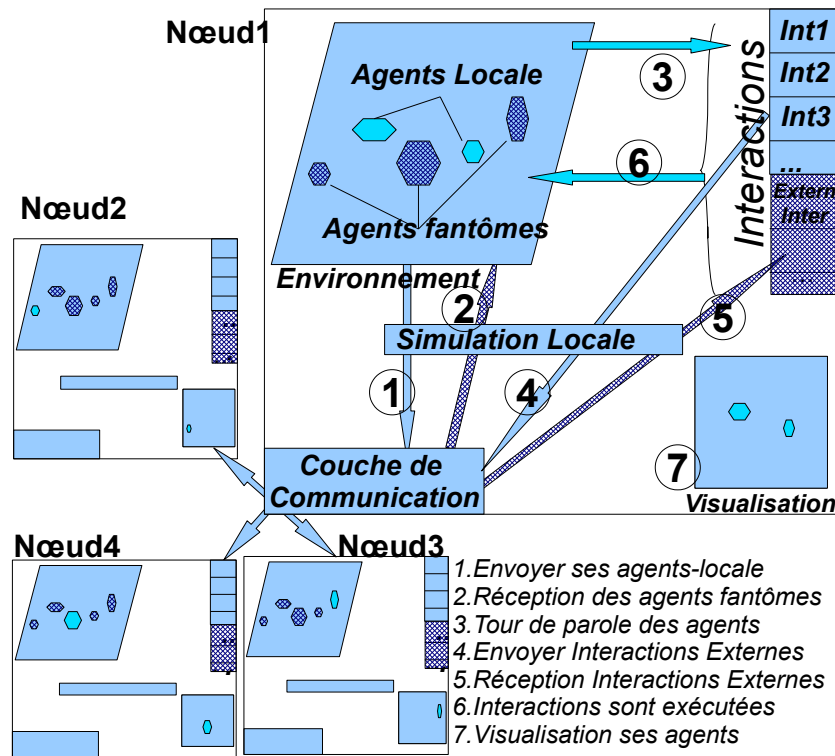 Nœud1
Agents Locale
Agents fantômes
Environnement
3
6
Interactions
Int1
Int2
Int3
...
Extern
Inter
Nœud2
2
5
Simulation Locale
1
4
Couche de
Communication
7
Visualisation
Nœud4
Nœud3
1.Envoyer ses agents-locale
2.Réception des agents fantômes
3.Tour de parole des agents
4.Envoyer Interactions Externes
5.Réception Interactions Externes
6.Interactions sont exécutées
7.Visualisation ses agents